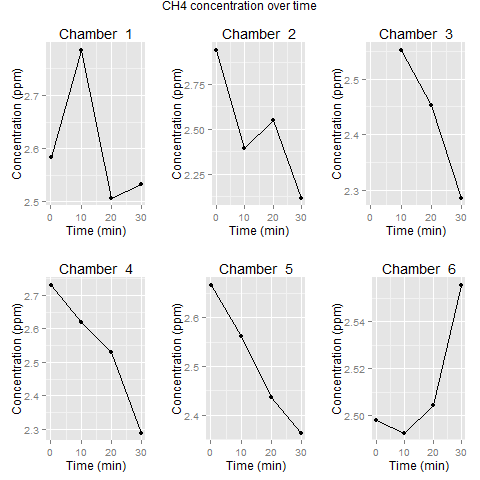 CH4 concentration over time
Chamber 1
Concentration (ppm)
2.7
2.6
2.5
0 10 20 30
Time (min)
Chamber 2
Concentration (ppm)
2.75
2.50
2.25
0 10 20 30
Time (min)
Chamber 3
Concentration (ppm)
2.5
2.4
2.3
0 10 20 30
Time (min)
Chamber 4
Concentration (ppm)
2.7
2.6
2.5
2.4
2.3
0 10 20 30
Time (min)
Chamber 5
Concentration (ppm)
2.6
2.5
2.4
0 10 20 30
Time (min)
Chamber 6
Concentration (ppm)
2.54
2.52
2.50
0 10 20 30
Time (min)